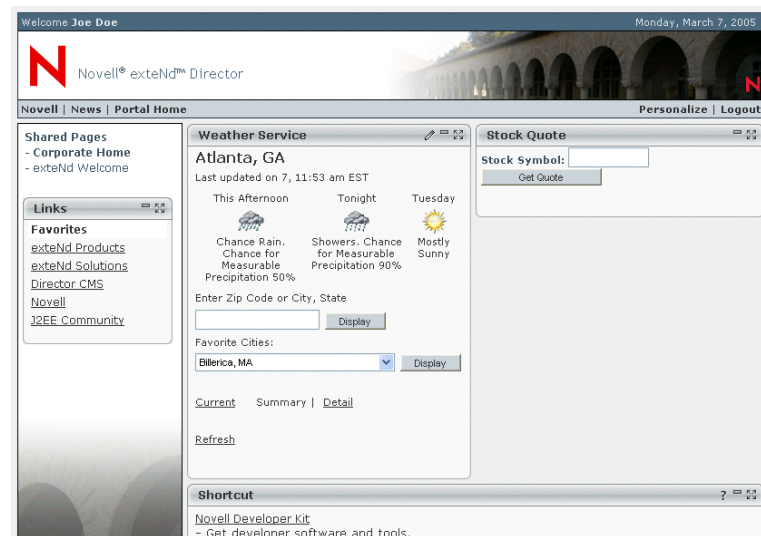 Welcome Joe Doe
Monday, March 7, 2005
N Novell® exteNd™ Director
N
Novell | News | Portal Home
Personalize | Logout
Shared Pages
- Corporate Home
- exteNd Welcome
Links
Favorites
exteNd Products
exteNd Solutions
Director CMS
Novell
J2EE Community
Weather Service
Atlanta, GA
Last updated on 7, 11:53 am EST
This Afternoon Tonight Tuesday
Chance Rain. Showers. Chance Mostly
Chance for for Measurable Sunny
Measurable Precipitation 90%
Precipitation 50%
Enter Zip Code or City, State
Display
Favorite Cities:
Billerica, MA Display
Current Summary | Detail
Refresh
Stock Quote
Stock Symbol:
Get Quote
Shortcut ?
Novell Developer Kit
- Get developer software and tools.